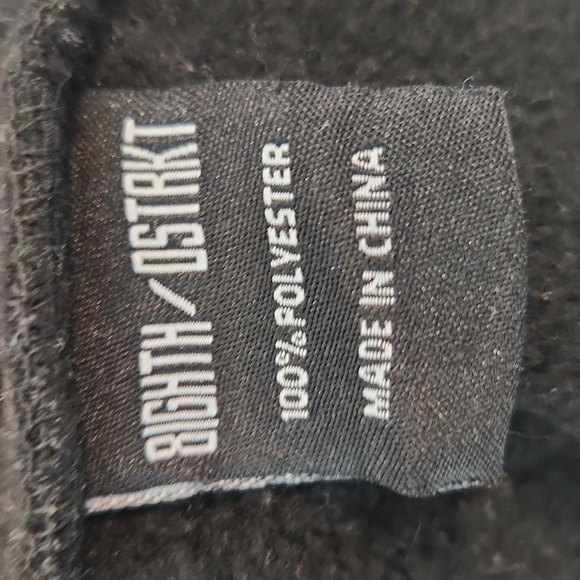 8IGHTH/DSTRKT
100% POLYESTER
MADE IN CHINA